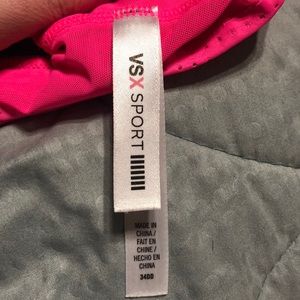 VSX SPORT
MADE IN
CHINA /
FAIT EN
CHINE /
HECHO EN
CHINA
34DD